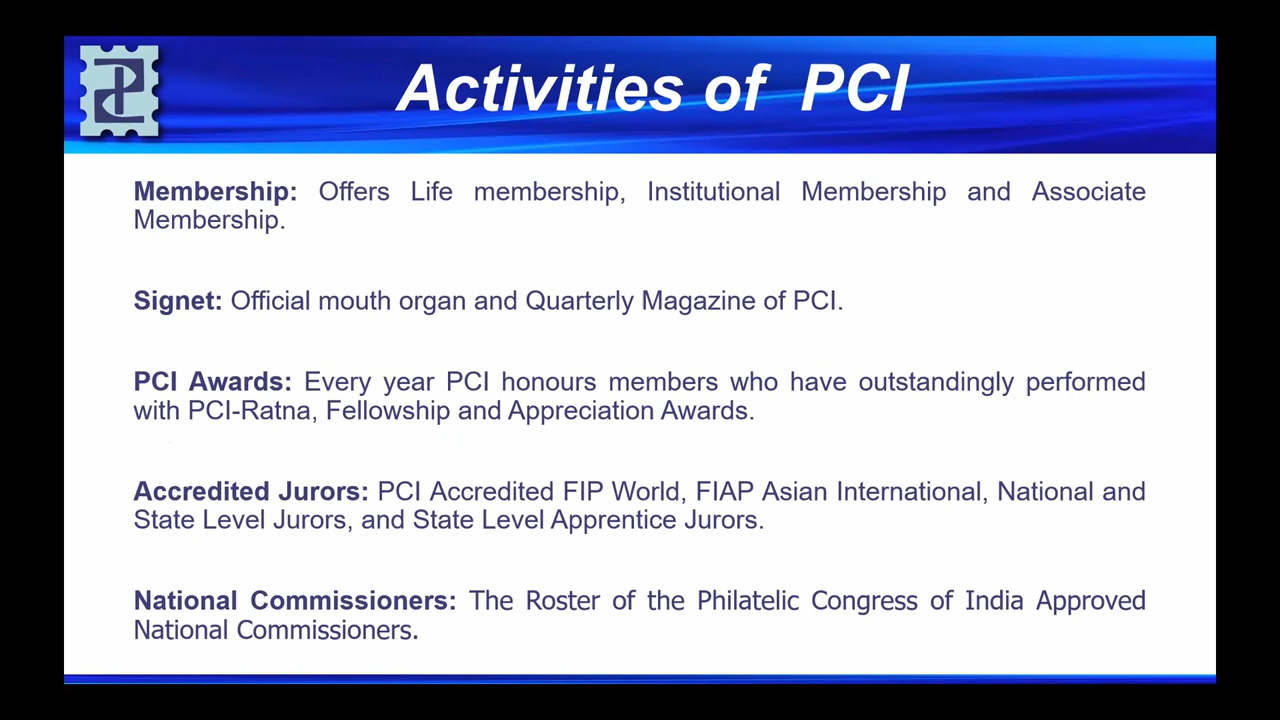 Activities of PCI
Membership: Offers Life membership, Institutional Membership and Associate
Membership.
Signet: Official mouth organ and Quarterly Magazine of PCI.
PCI Awards: Every year PCI honours members who have outstandingly performed
with PCI-Ratna, Fellowship and Appreciation Awards.
Accredited Jurors: PCI Accredited FIP World, FIAP Asian International, National and
State Level Jurors, and State Level Apprentice Jurors.
National Commissioners: The Roster of the Philatelic Congress of India Approved
National Commissioners.